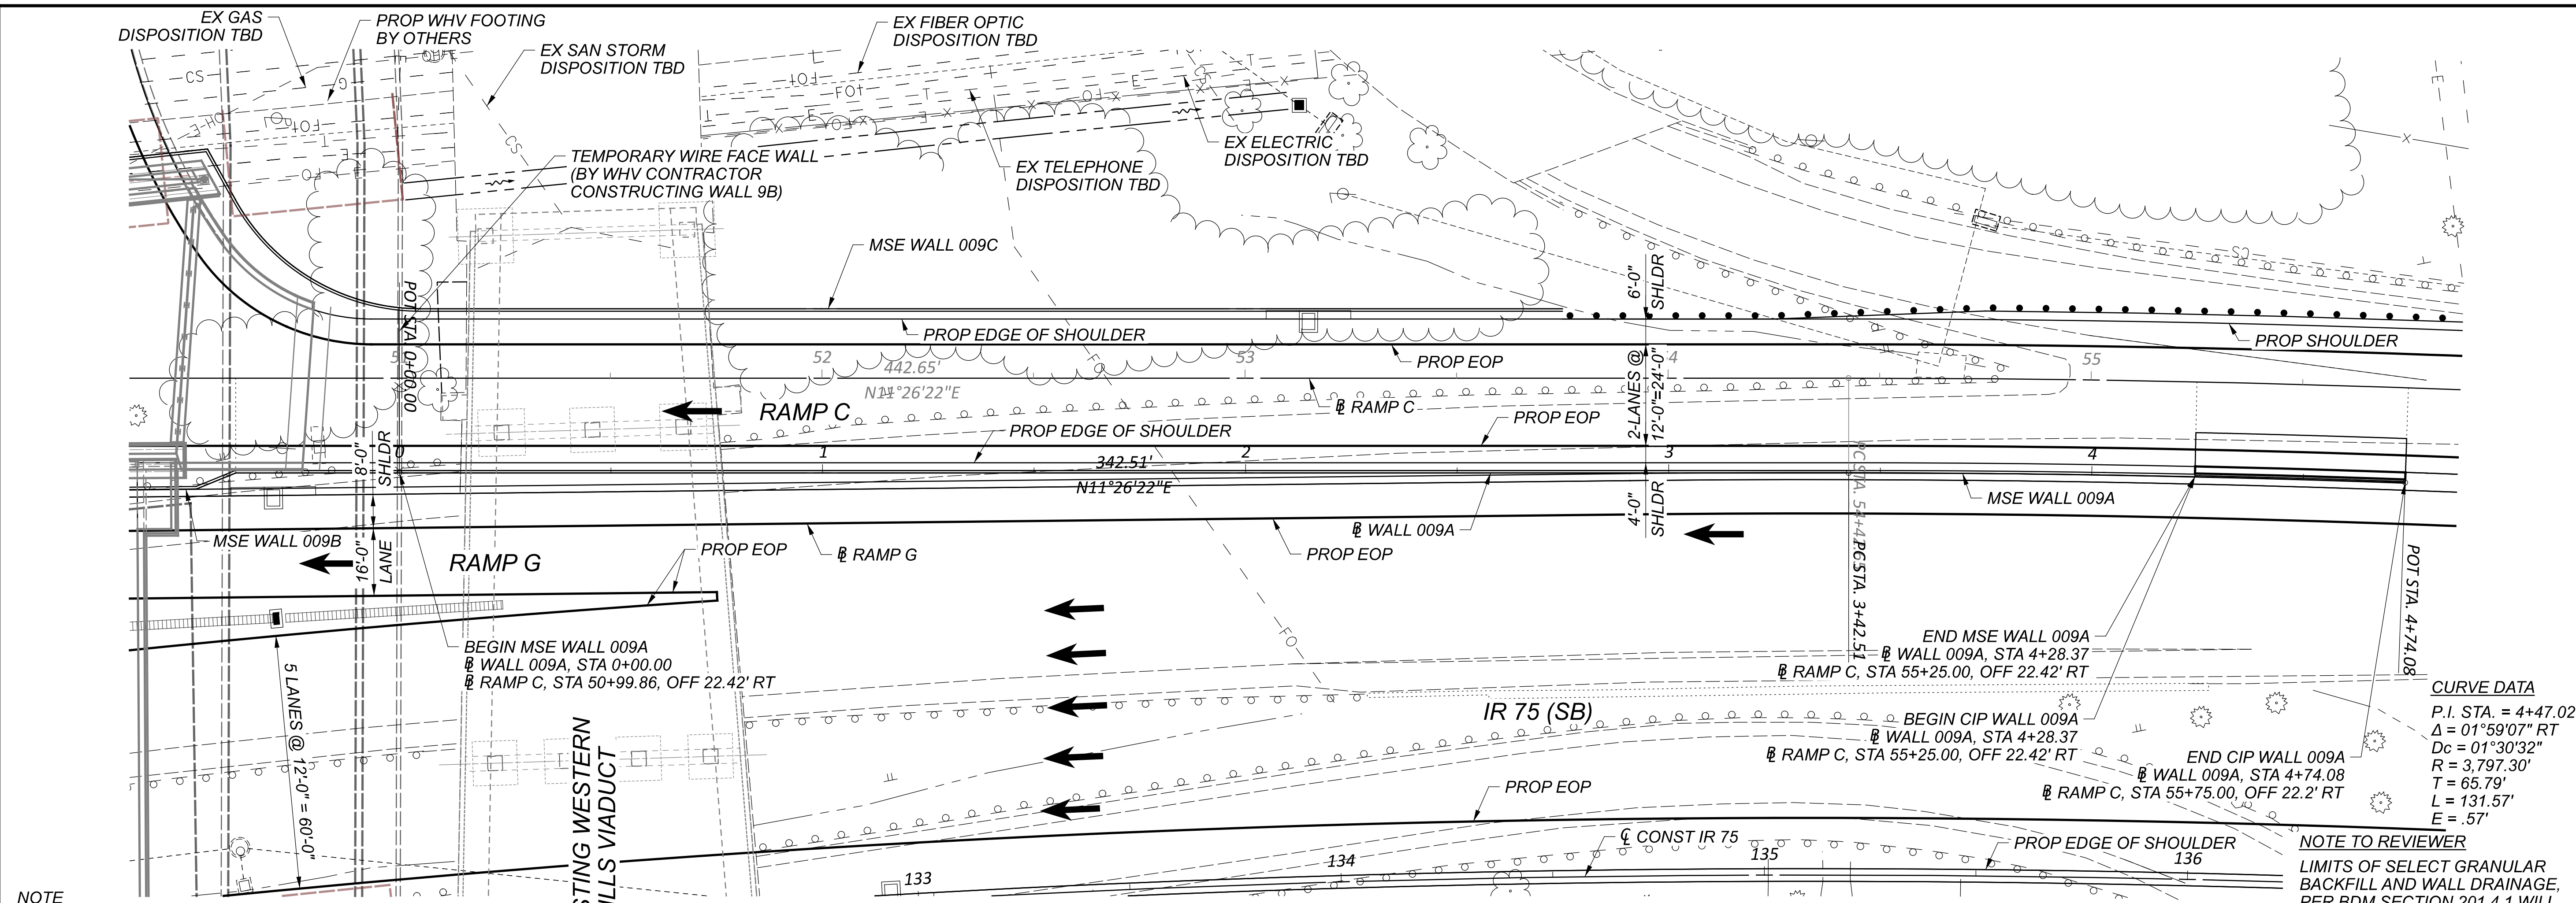 EX GAS
DISPOSITION TBD
PROP WHV FOOTING
BY OTHERS
EX SAN STORM
DISPOSITION TBD
EX FIBER OPTIC
DISPOSITION TBD
TEMPORARY WIRE FACE WALL
(BY WHV CONTRACTOR
CONSTRUCTING WALL 9B)
EX TELEPHONE
DISPOSITION TBD
EX ELECTRIC
DISPOSITION TBD
MSE WALL 009C
POT STA 0+00.00
PROP EDGE OF SHOULDER
PROP EOP
6'-0"
SHLDR
2-LANES @
12'-0"=24'-0"
PROP SHOULDER
52
53
4
55
442.65'
N11°26'22"E
RAMP C
℄ RAMP C
PROP EOP
PROP EDGE OF SHOULDER
8'-0"
SHLDR
0
1
2
3
4
342.51'
N11°26'22"E
4'-0"
SHLDR
MSE WALL 009A
MSE WALL 009B
16'-0"
LANE
RAMP G
PROP EOP
℄ RAMP G
PROP EOP
℄ WALL 009A
PC STA. 3+42.51
POT STA. 4+74.08
BEGIN MSE WALL 009A
℄ WALL 009A, STA 0+00.00
℄ RAMP C, STA 50+99.86, OFF 22.42' RT
END MSE WALL 009A
℄ WALL 009A, STA 4+28.37
℄ RAMP C, STA 55+25.00, OFF 22.42' RT
5 LANES @ 12'-0" = 60'-0"
IR 75 (SB)
BEGIN CIP WALL 009A
℄ WALL 009A, STA 4+28.37
℄ RAMP C, STA 55+25.00, OFF 22.42' RT
END CIP WALL 009A
℄ WALL 009A, STA 4+74.08
℄ RAMP C, STA 55+75.00, OFF 22.2' RT
CURVE DATA
P.I. STA. = 4+47.02
Δ = 01°59'07" RT
Dc = 01°30'32"
R = 3,797.30'
T = 65.79'
L = 131.57'
E = .57'
PROP EOP
℄ CONST IR 75
PROP EDGE OF SHOULDER
133
134
135
136
WESTERN
VIADUCT
NOTE TO REVIEWER
LIMITS OF SELECT GRANULAR
BACKFILL AND WALL DRAINAGE,
PER BDM SECTION 201.4.1 WILL
NOTE